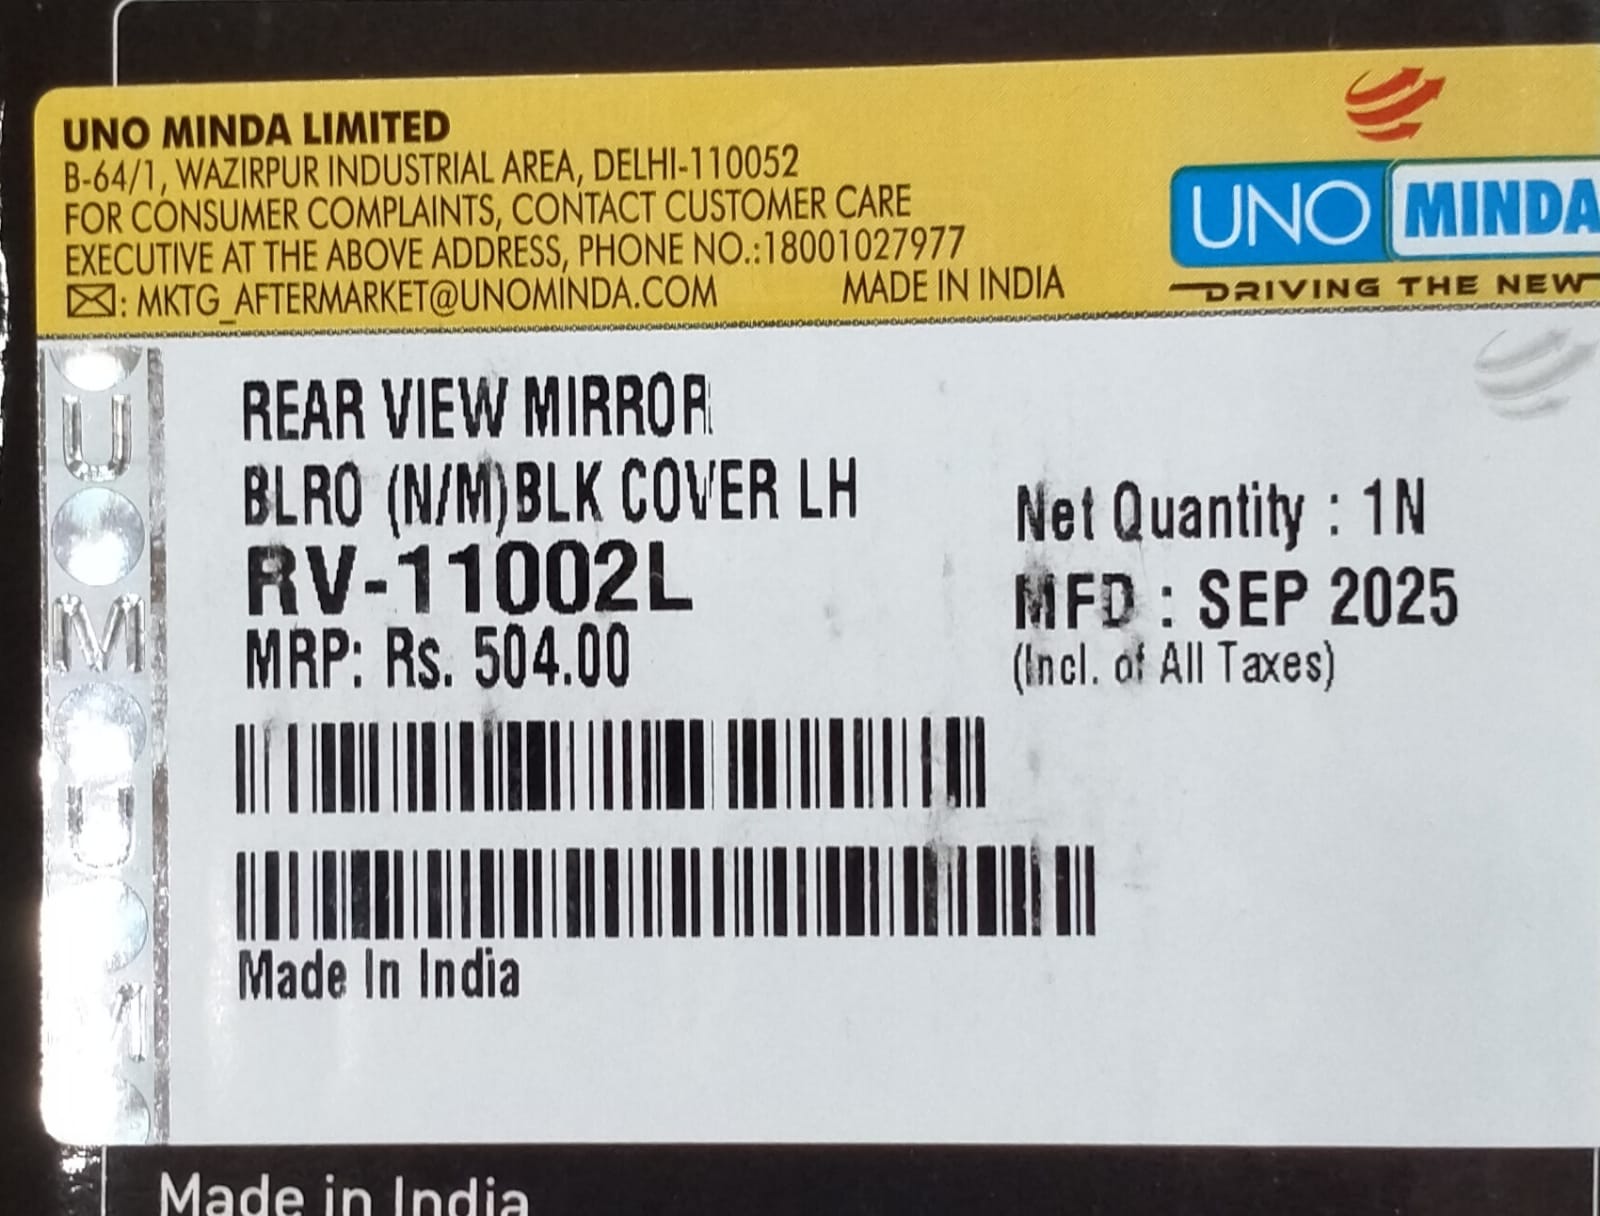 UNO MINDA LIMITED
B-64/1, WAZIRPUR INDUSTRIAL AREA, DELHI-110052
FOR CONSUMER COMPLAINTS, CONTACT CUSTOMER CARE
EXECUTIVE AT THE ABOVE ADDRESS, PHONE NO.:18001027977
: MKTG_AFTERMARKET@UNOMINDA.COM MADE IN INDIA
UNO MINDA
DRIVING THE NEW
REAR VIEW MIRROR
BLRO (N/M)BLK COVER LH
RV-11002L
MRP: Rs. 504.00
Net Quantity : 1N
MFD : SEP 2025
(Incl. of All Taxes)
Made In India
U
M
U
M
Made in India